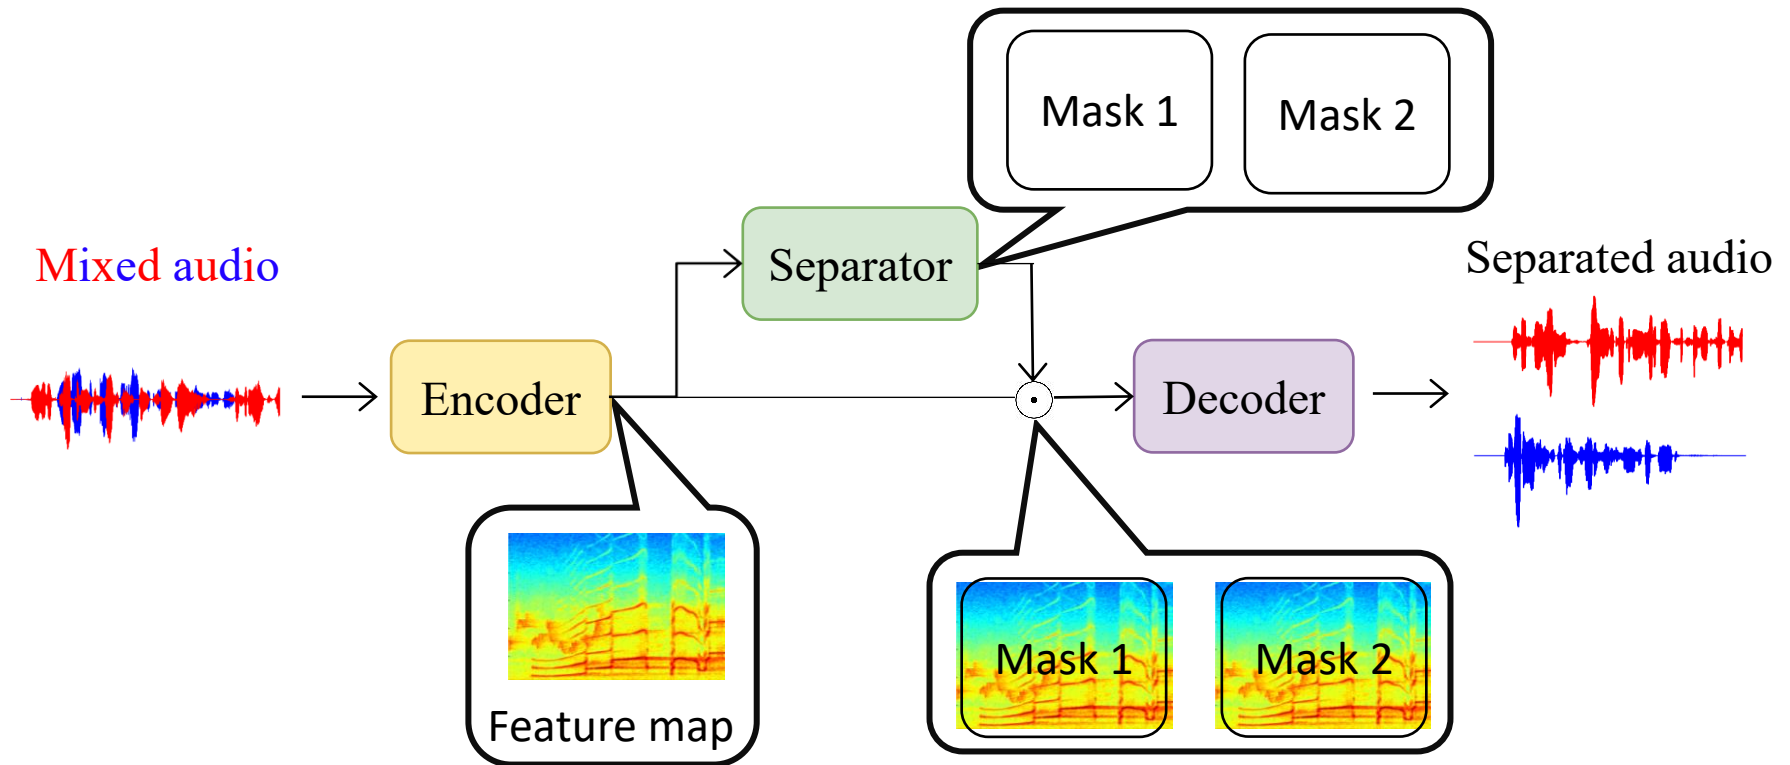 Mask 1
Mask 2
Mixed audio
Separator
Separated audio
Encoder
Decoder
Mask 1
Mask 2
Feature map